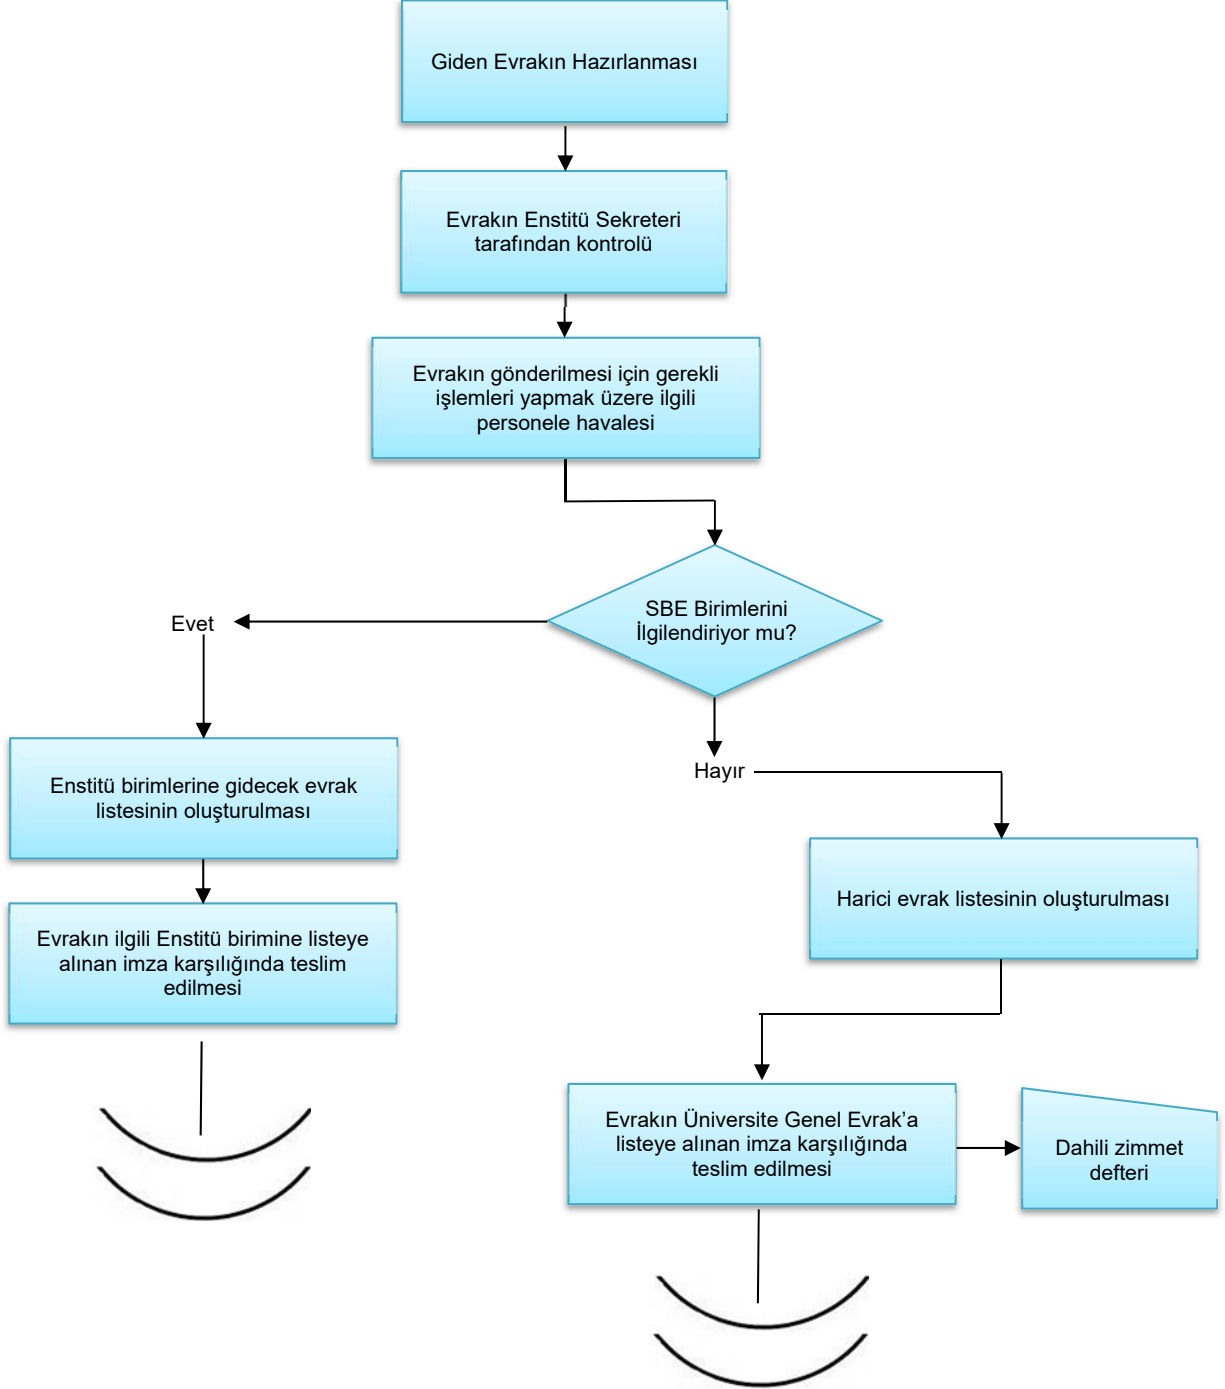 Giden Evrakın Hazırlanması
Evrakın Enstitü Sekreteri
tarafından kontrolü
Evrakın gönderilmesi için gerekli
işlemleri yapmak üzere ilgili
personele havalesi
SBE Birimlerini
İlgilendiriyor mu?
Evet
Enstitü birimlerine gidecek evrak
listesinin oluşturulması
Evrakın ilgili Enstitü birimine listeye
alınan imza karşılığında teslim
edilmesi
Hayır
Harici evrak listesinin oluşturulması
Evrakın Üniversite Genel Evrak’a
listeye alınan imza karşılığında
teslim edilmesi
Dahili zimmet
defteri